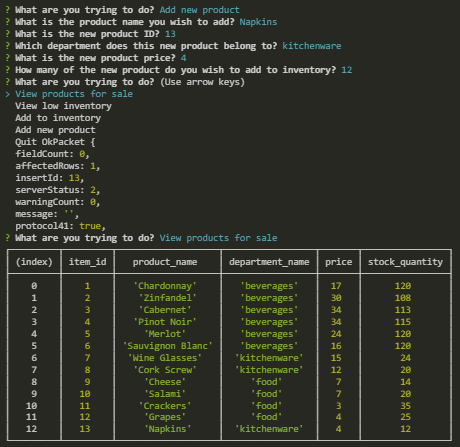 ? What are you trying to do? Add new product
? What is the product name you wish to add? Napkins
? What is the new product ID? 13
? Which department does this new product belong to? kitchenware
? What is the new product price? 4
? How many of the new product do you wish to add to inventory? 12
? What are you trying to do? (Use arrow keys)
> View products for sale
View low inventory
Add to inventory
Add new product
Quit OkPacket {
fieldCount: 0,
affectedRows: 1,
insertId: 13,
serverStatus: 2,
warningCount: 0,
message: '',
protocol41: true,
? What are you trying to do? View products for sale
(index) item_id product_name department_name price stock_quantity
0 1 'Chardonnay' 'beverages' 17 120
1 2 'Zinfandel' 'beverages' 30 108
2 3 'Cabernet' 'beverages' 34 113
3 4 'Pinot Noir' 'beverages' 34 115
4 5 'Merlot' 'beverages' 24 120
5 6 'Sauvignon Blanc' 'beverages' 16 120
6 7 'Wine Glasses' 'kitchenware' 15 24
7 8 'Cork Screw' 'kitchenware' 12 20
8 9 'Cheese' 'food' 7 14
9 10 'Salami' 'food' 7 20
10 11 'Crackers' 'food' 3 35
11 12 'Grapes' 'food' 4 25
12 13 'Napkins' 'kitchenware' 4 12